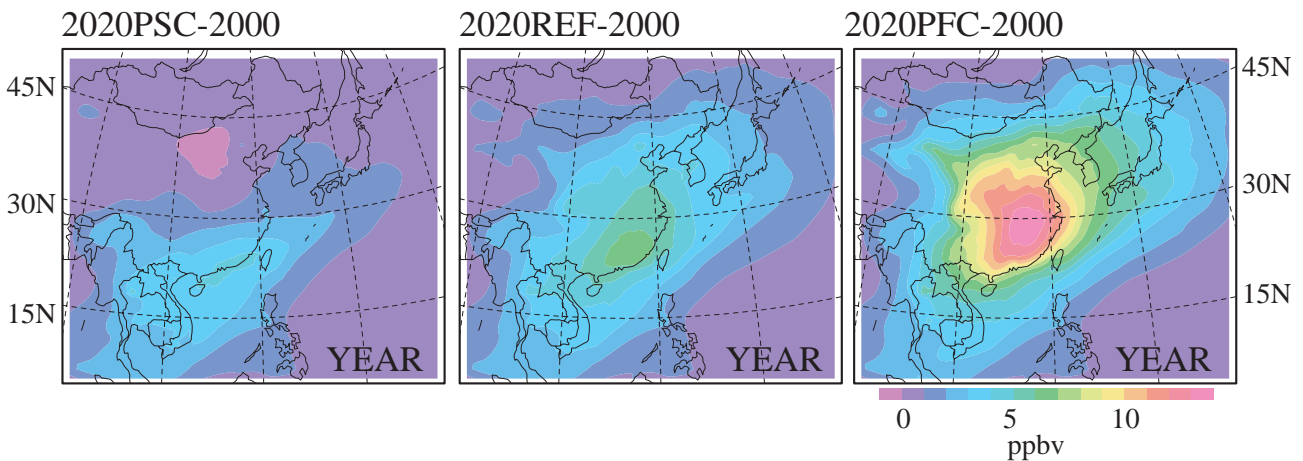 2020PSC-2000 2020REF-2000 2020PFC-2000
45N 45N
30N 30N
15N 15N
YEAR YEAR YEAR
0 5 10
ppbv